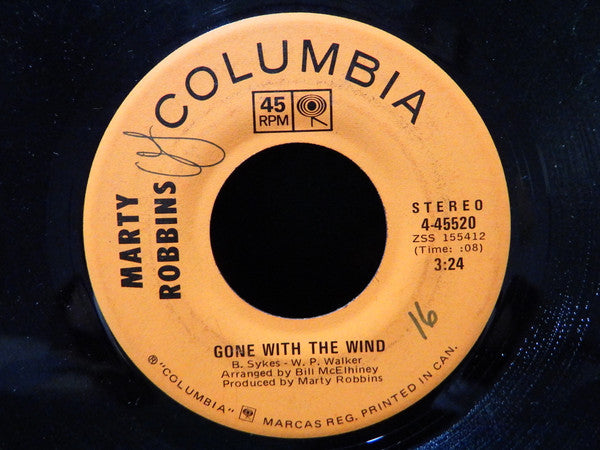 COLUMBIA
45
RPM
MARTY
ROBBINS
STEREO
4-45520
ZSS 155412
(Time: :08)
3:24
16
GONE WITH THE WIND
B. Sykes - W. P. Walker
Arranged by Bill McElhiney
Produced by Marty Robbins
® "COLUMBIA" MARCAS REG. PRINTED IN CAN.